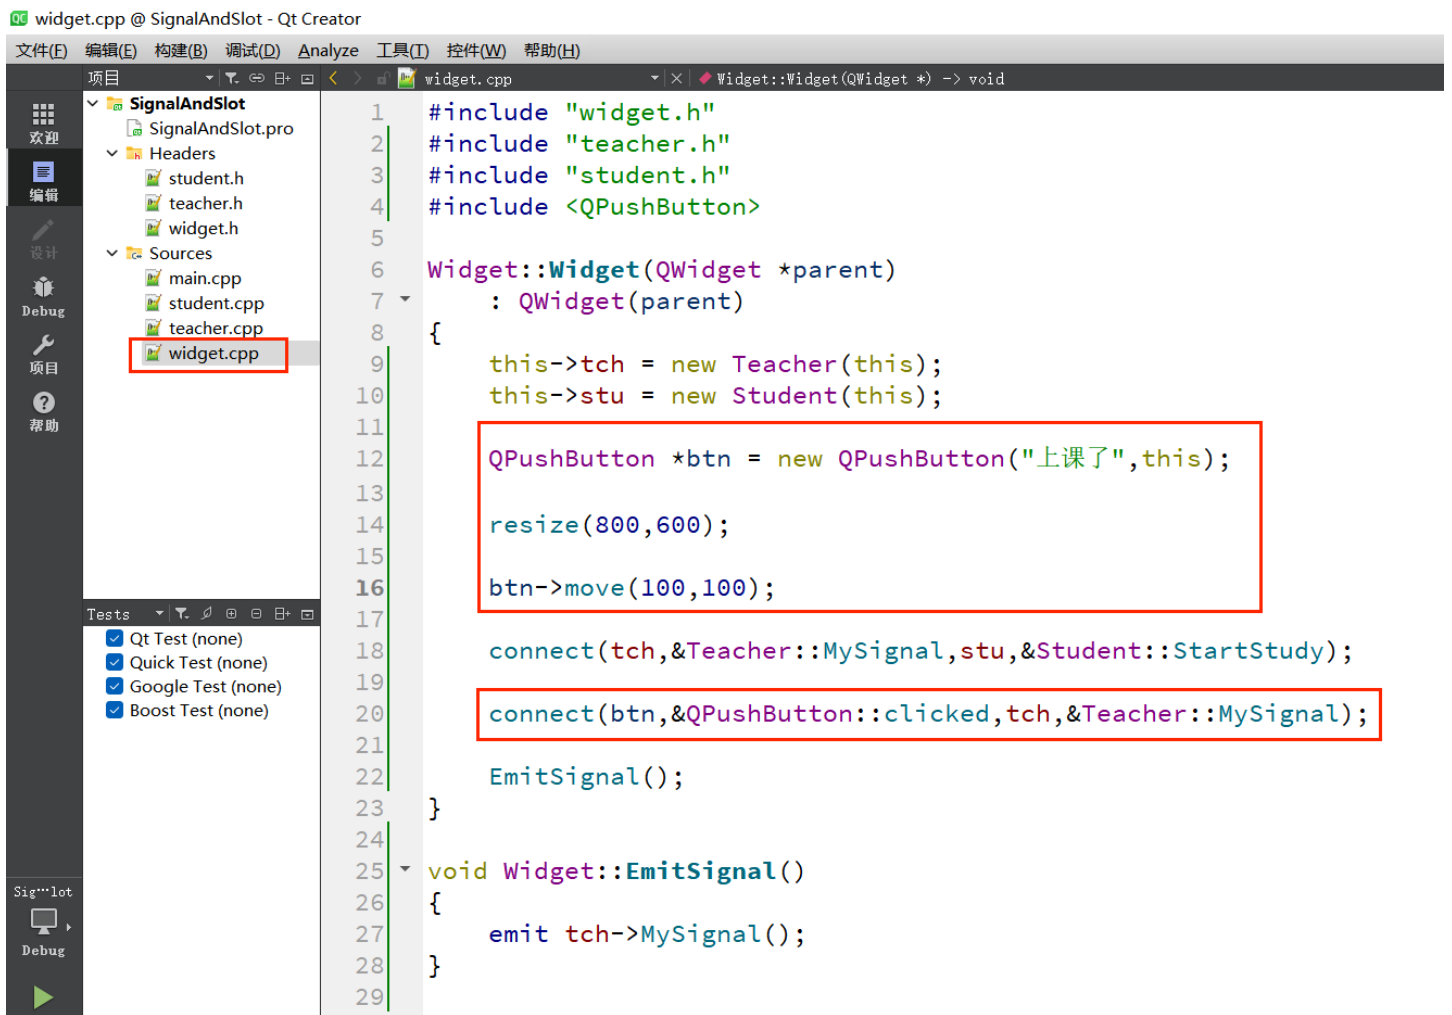 widget.cpp @ SignalAndSlot - Qt Creator
文件(F) 编辑(E) 构建(B) 调试(D) Analyze 工具(T) 控件(W) 帮助(H)
项目
widget.cpp
Widget::Widget(QWidget *) -> void
欢迎
编辑
设计
Debug
项目
帮助
Sig···lot
Debug
SignalAndSlot
SignalAndSlot.pro
Headers
student.h
teacher.h
widget.h
Sources
main.cpp
student.cpp
teacher.cpp
widget.cpp
Tests
Qt Test (none)
Quick Test (none)
Google Test (none)
Boost Test (none)
1 #include "widget.h"
2 #include "teacher.h"
3 #include "student.h"
4 #include <QPushButton>
5
6 Widget::Widget(QWidget *parent)
7     : QWidget(parent)
8 {
9     this->tch = new Teacher(this);
10     this->stu = new Student(this);
11
12     QPushButton *btn = new QPushButton("上课了",this);
13
14     resize(800,600);
15
16     btn->move(100,100);
17
18     connect(tch,&Teacher::MySignal,stu,&Student::StartStudy);
19
20     connect(btn,&QPushButton::clicked,tch,&Teacher::MySignal);
21
22     EmitSignal();
23 }
24
25 void Widget::EmitSignal()
26 {
27     emit tch->MySignal();
28 }
29